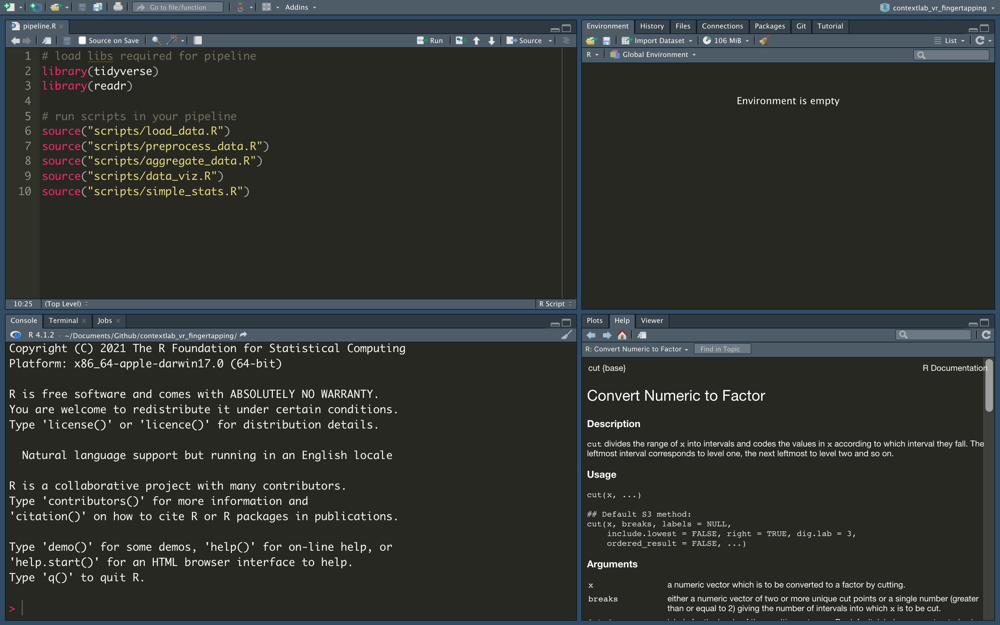 Go to file/function
Addins
contextlab_vr_fingertapping
pipeline.R
Source on Save
Run
Source
1 # load libs required for pipeline
2 library(tidyverse)
3 library(readr)
4
5 # run scripts in your pipeline
6 source("scripts/load_data.R")
7 source("scripts/preprocess_data.R")
8 source("scripts/aggregate_data.R")
9 source("scripts/data_viz.R")
10 source("scripts/simple_stats.R")
10:25 (Top Level) R Script
Environment History Files Connections Packages Git Tutorial
Import Dataset 106 MiB List
R Global Environment
Environment is empty
Console Terminal Jobs
R 4.1.2 · ~/Documents/Github/contextlab_vr_fingertapping/
Copyright (C) 2021 The R Foundation for Statistical Computing
Platform: x86_64-apple-darwin17.0 (64-bit)
R is free software and comes with ABSOLUTELY NO WARRANTY.
You are welcome to redistribute it under certain conditions.
Type 'license()' or 'licence()' for distribution details.
Natural language support but running in an English locale
R is a collaborative project with many contributors.
Type 'contributors()' for more information and
'citation()' on how to cite R or R packages in publications.
Type 'demo()' for some demos, 'help()' for on-line help, or
'help.start()' for an HTML browser interface to help.
Type 'q()' to quit R.
>
Plots Help Viewer
R: Convert Numeric to Factor Find in Topic
cut {base} R Documentation
Convert Numeric to Factor
Description
cut divides the range of x into intervals and codes the values in x according to which interval they fall. The
leftmost interval corresponds to level one, the next leftmost to level two and so on.
Usage
cut(x, ...)
## Default S3 method:
cut(x, breaks, labels = NULL,
include.lowest = FALSE, right = TRUE, dig.lab = 3,
ordered_result = FALSE, ...)
Arguments
x a numeric vector which is to be converted to a factor by cutting.
breaks either a numeric vector of two or more unique cut points or a single number (greater
than or equal to 2) giving the number of intervals into which x is to be cut.